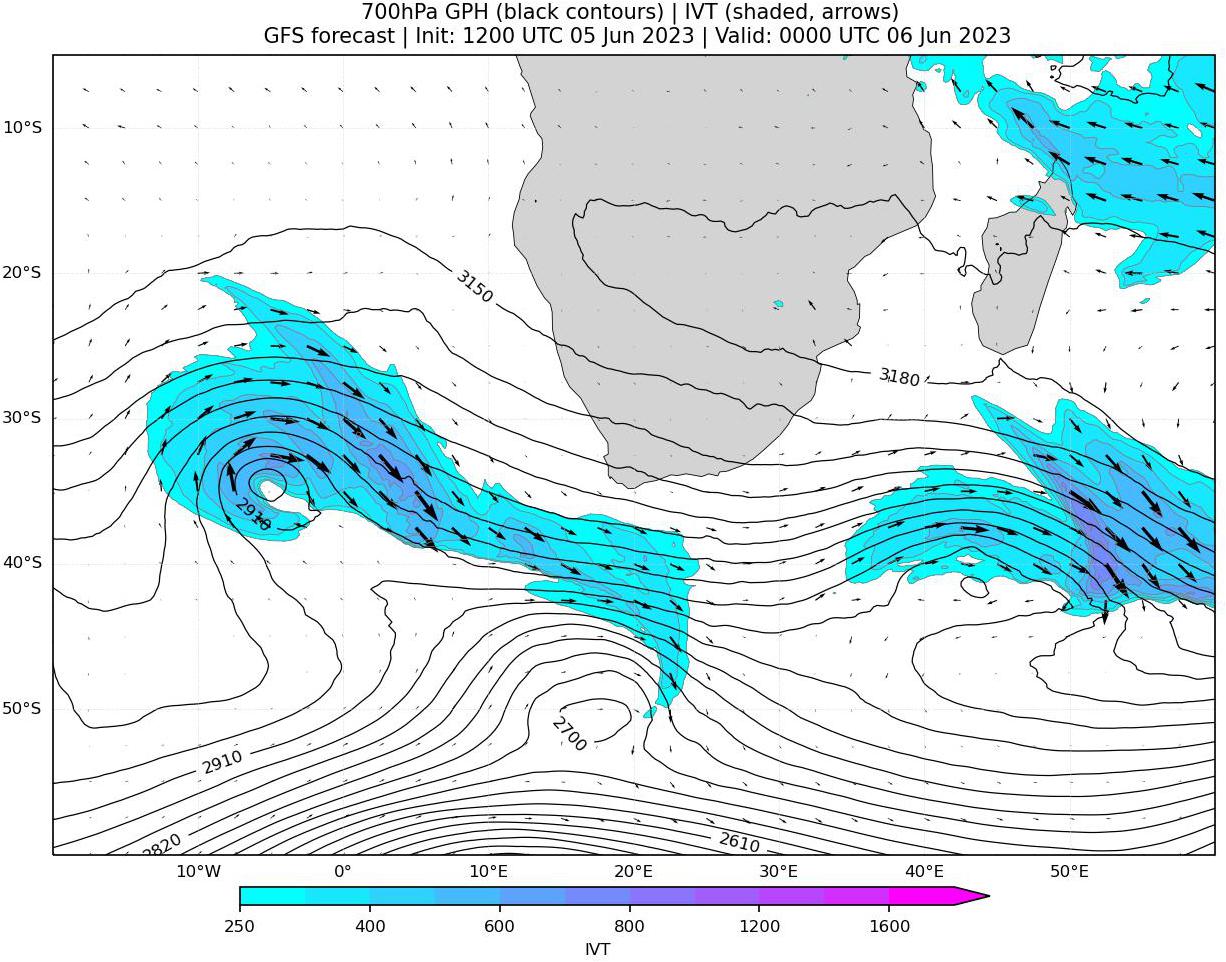 700hPa GPH (black contours) | IVT (shaded, arrows)
GFS forecast | Init: 1200 UTC 05 Jun 2023 | Valid: 0000 UTC 06 Jun 2023
10°S
20°S
30°S
40°S
50°S
3150
3180
2910
2700
2910
2820
2610
10°W 0° 10°E 20°E 30°E 40°E 50°E
250 400 600 800 1200 1600
IVT